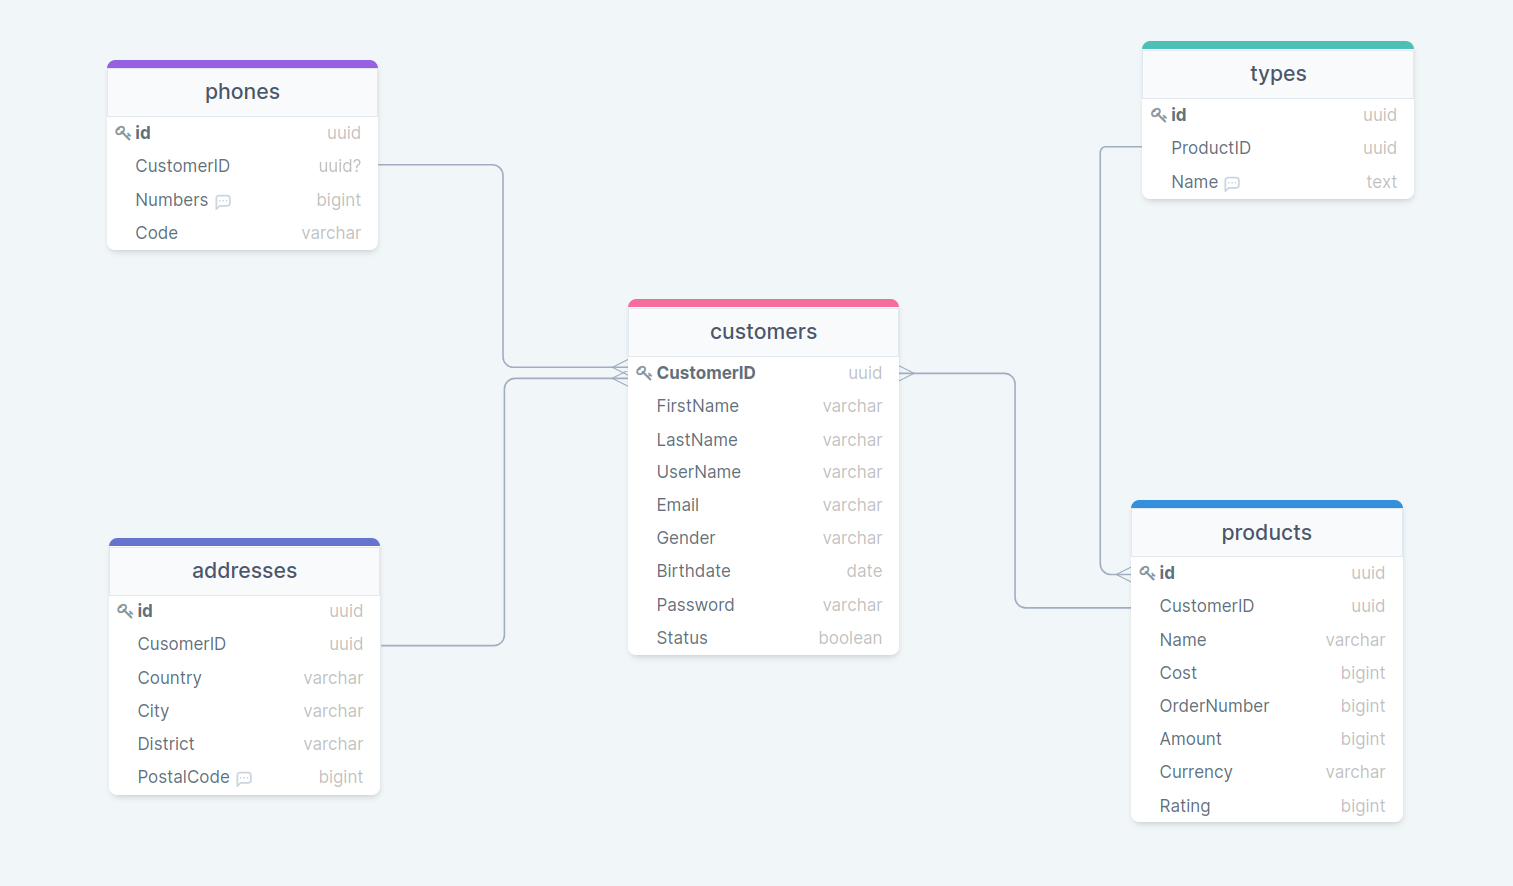 phones
id uuid
CustomerID uuid?
Numbers bigint
Code varchar
types
id uuid
ProductID uuid
Name text
customers
CustomerID uuid
FirstName varchar
LastName varchar
UserName varchar
Email varchar
Gender varchar
Birthdate date
Password varchar
Status boolean
addresses
id uuid
CusomerID uuid
Country varchar
City varchar
District varchar
PostalCode bigint
products
id uuid
CustomerID uuid
Name varchar
Cost bigint
OrderNumber bigint
Amount bigint
Currency varchar
Rating bigint